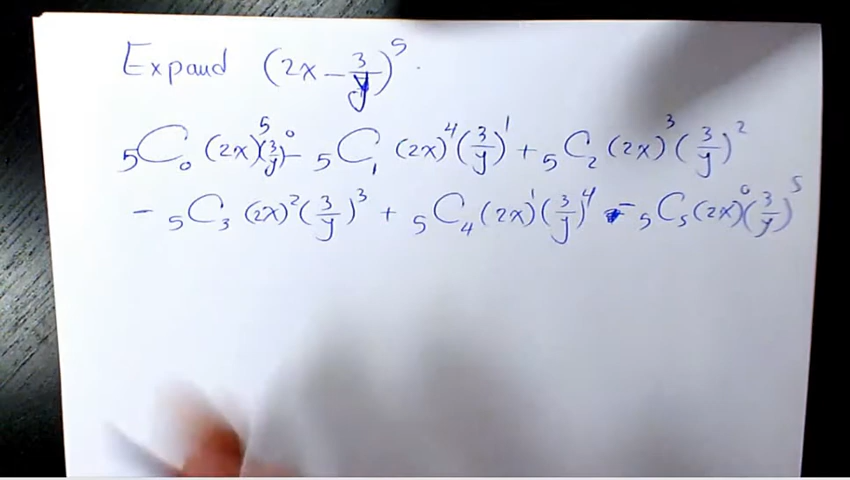 Expand (2x - 3/y)^5.
₅C₀ (2x)^5 (3/y)^0 - ₅C₁ (2x)^4 (3/y)^1 + ₅C₂ (2x)^3 (3/y)^2
- ₅C₃ (2x)^2 (3/y)^3 + ₅C₄ (2x)^1 (3/y)^4 - ₅C₅ (2x)^0 (3/y)^5